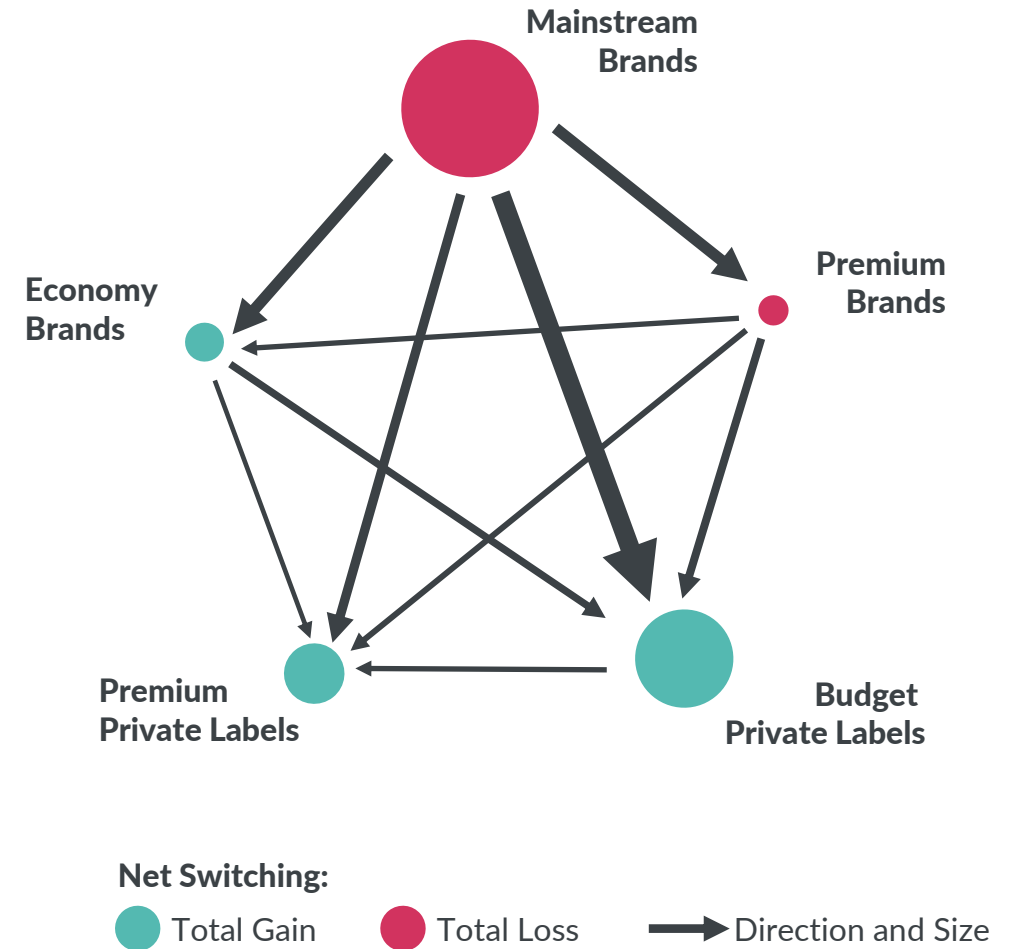 Mainstream
Brands
Premium
Brands
Economy
Brands
Premium
Private Labels
Budget
Private Labels
Net Switching:
Total Gain
Total Loss
Direction and Size